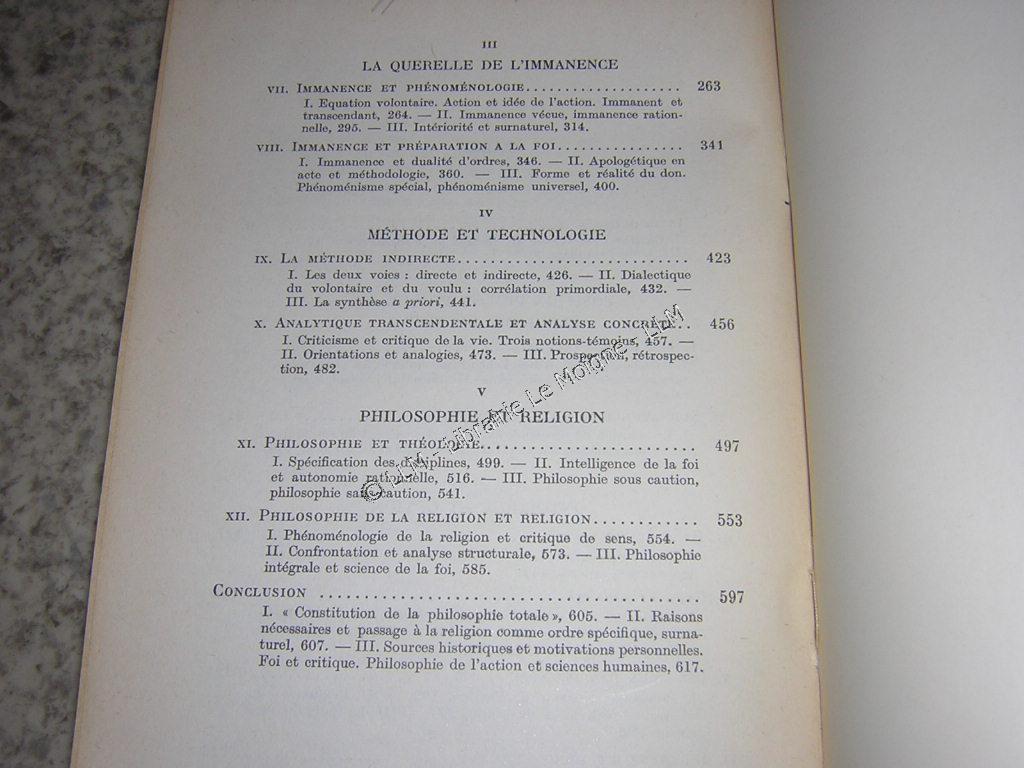 III
LA QUERELLE DE L'IMMANENCE
VII. IMMANENCE ET PHÉNOMÉNOLOGIE.................... 263
I. Equation volontaire. Action et idée de l'action. Immanent et
transcendant, 264. — II. Immanence vécue, immanence ration-
nelle, 295. — III. Intériorité et surnaturel, 314.
VIII. IMMANENCE ET PRÉPARATION A LA FOI................ 341
I. Immanence et dualité d'ordres, 346. — II. Apologétique en
acte et méthodologie, 360. — III. Forme et réalité du don.
Phénoménisme spécial, phénoménisme universel, 400.
IV
MÉTHODE ET TECHNOLOGIE
IX. LA MÉTHODE INDIRECTE.............................. 423
I. Les deux voies : directe et indirecte, 426. — II. Dialectique
du volontaire et du voulu : corrélation primordiale, 432. —
III. La synthèse a priori, 441.
X. ANALYTIQUE TRANSCENDENTALE ET ANALYSE CONCRÈTE.. 456
I. Criticisme et critique de la vie. Trois notions-témoins, 457. —
II. Orientations et analogies, 473. — III. Prospection, rétrospec-
tion, 482.
V
PHILOSOPHIE ET RELIGION
XI. PHILOSOPHIE ET THÉOLOGIE........................... 497
I. Spécification des disciplines, 499. — II. Intelligence de la foi
et autonomie rationnelle, 516. — III. Philosophie sous caution,
philosophie sans caution, 541.
XII. PHILOSOPHIE DE LA RELIGION ET RELIGION............ 553
I. Phénoménologie de la religion et critique de sens, 554. —
II. Confrontation et analyse structurale, 573. — III. Philosophie
intégrale et science de la foi, 585.
CONCLUSION .......................................... 597
I. « Constitution de la philosophie totale », 605. — II. Raisons
nécessaires et passage à la religion comme ordre spécifique, surna-
turel, 607. — III. Sources historiques et motivations personnelles.
Foi et critique. Philosophie de l'action et sciences humaines, 617.
© LLM - Librairie Le Moigne - LLM